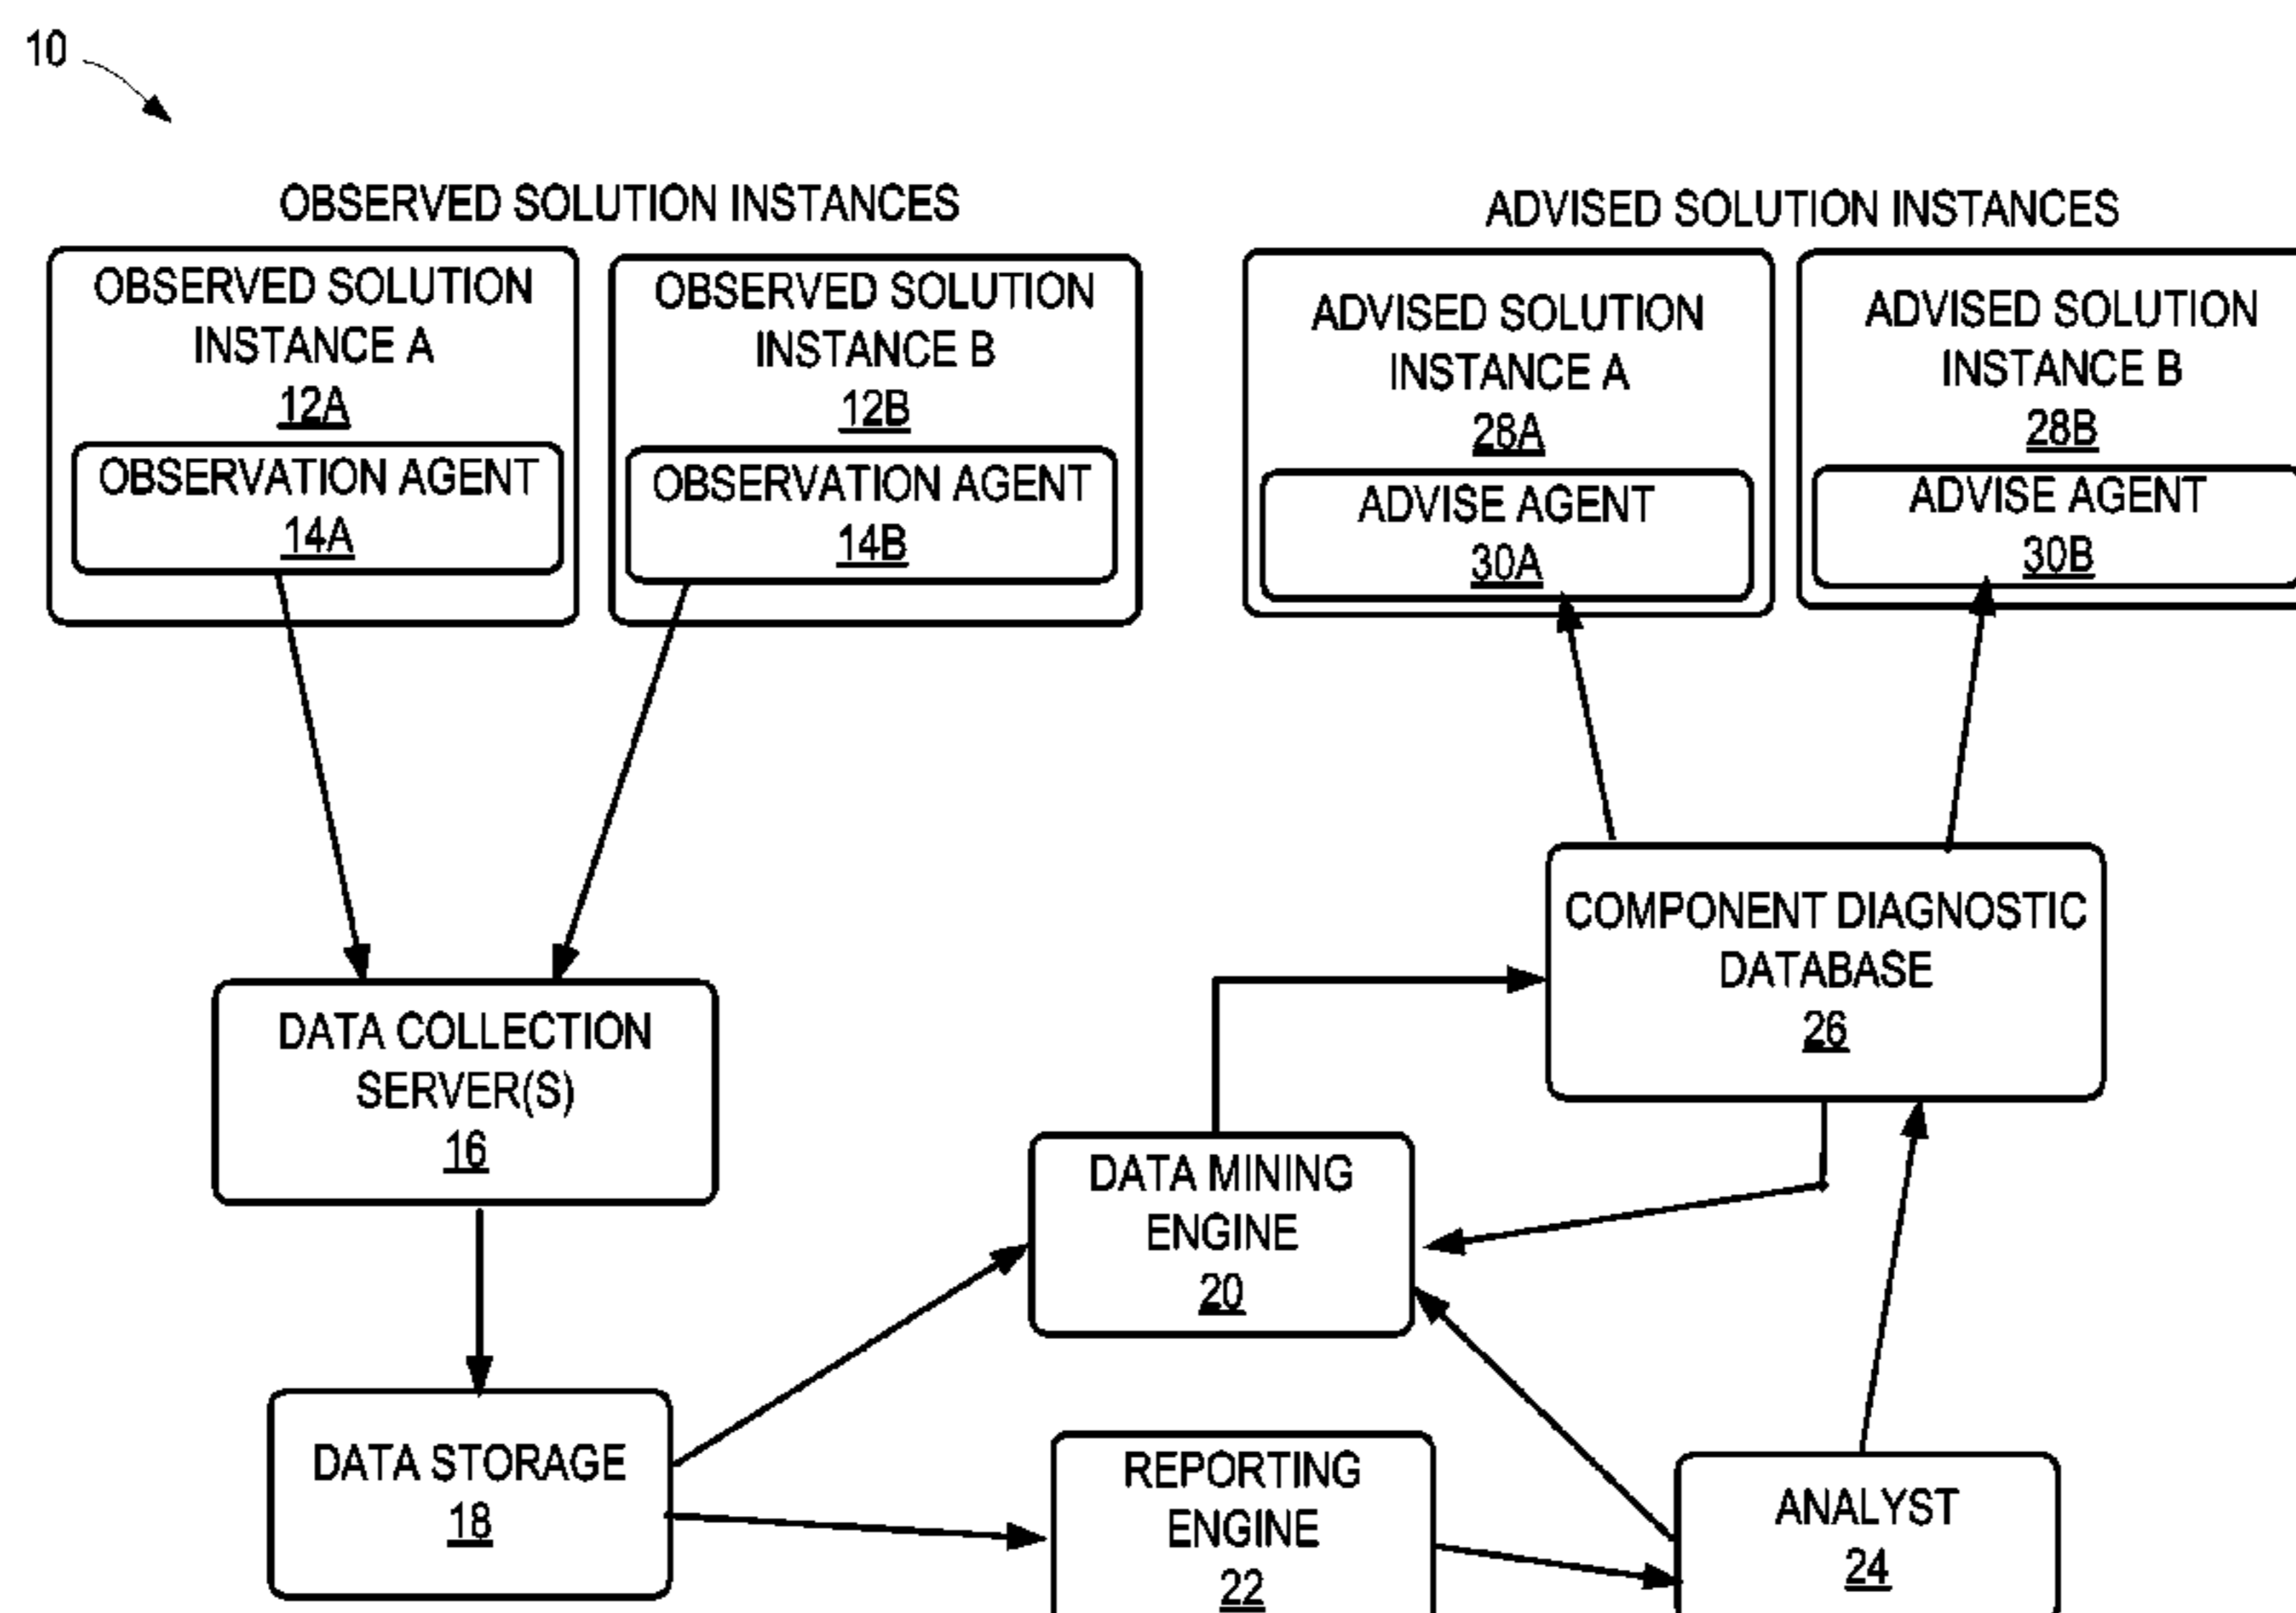 10
OBSERVED SOLUTION INSTANCES
OBSERVED SOLUTION
INSTANCE A
12A
OBSERVATION AGENT
14A
OBSERVED SOLUTION
INSTANCE B
12B
OBSERVATION AGENT
14B
ADVISED SOLUTION INSTANCES
ADVISED SOLUTION
INSTANCE A
28A
ADVISE AGENT
30A
ADVISED SOLUTION
INSTANCE B
28B
ADVISE AGENT
30B
COMPONENT DIAGNOSTIC
DATABASE
26
DATA COLLECTION
SERVER(S)
16
DATA MINING
ENGINE
20
DATA STORAGE
18
REPORTING
ENGINE
22
ANALYST
24